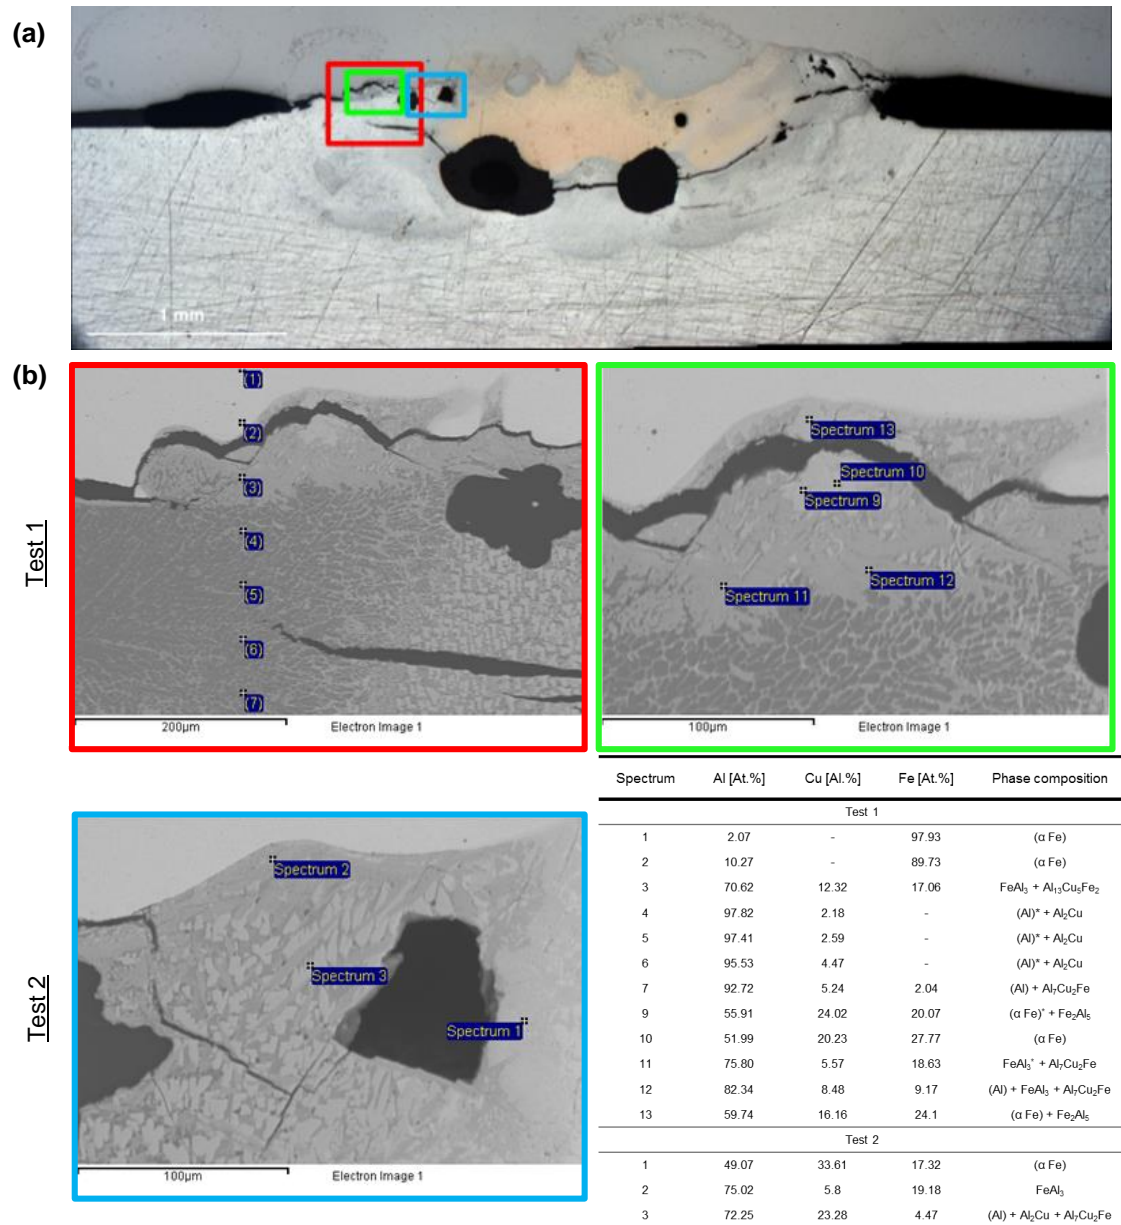 (a)
1 mm
(b)
Test 1
(1)
(2)
(3)
(4)
(5)
(6)
(7)
200µm Electron Image 1
Spectrum 13
Spectrum 10
Spectrum 9
Spectrum 12
Spectrum 11
100µm Electron Image 1
Test 2
Spectrum 2
Spectrum 3
Spectrum 1
100µm Electron Image 1
Spectrum Al [At.%] Cu [Al.%] Fe [At.%] Phase composition
Test 1
1 2.07 - 97.93 (α Fe)
2 10.27 - 89.73 (α Fe)
3 70.62 12.32 17.06 FeAl₃ + Al₁₃Cu₅Fe₂
4 97.82 2.18 - (Al)* + Al₂Cu
5 97.41 2.59 - (Al)* + Al₂Cu
6 95.53 4.47 - (Al)* + Al₂Cu
7 92.72 5.24 2.04 (Al) + Al₇Cu₂Fe
9 55.91 24.02 20.07 (α Fe)* + Fe₂Al₅
10 51.99 20.23 27.77 (α Fe)
11 75.80 5.57 18.63 FeAl₃* + Al₇Cu₂Fe
12 82.34 8.48 9.17 (Al) + FeAl₃ + Al₇Cu₂Fe
13 59.74 16.16 24.1 (α Fe) + Fe₂Al₅
Test 2
1 49.07 33.61 17.32 (α Fe)
2 75.02 5.8 19.18 FeAl₃
3 72.25 23.28 4.47 (Al) + Al₂Cu + Al₇Cu₂Fe